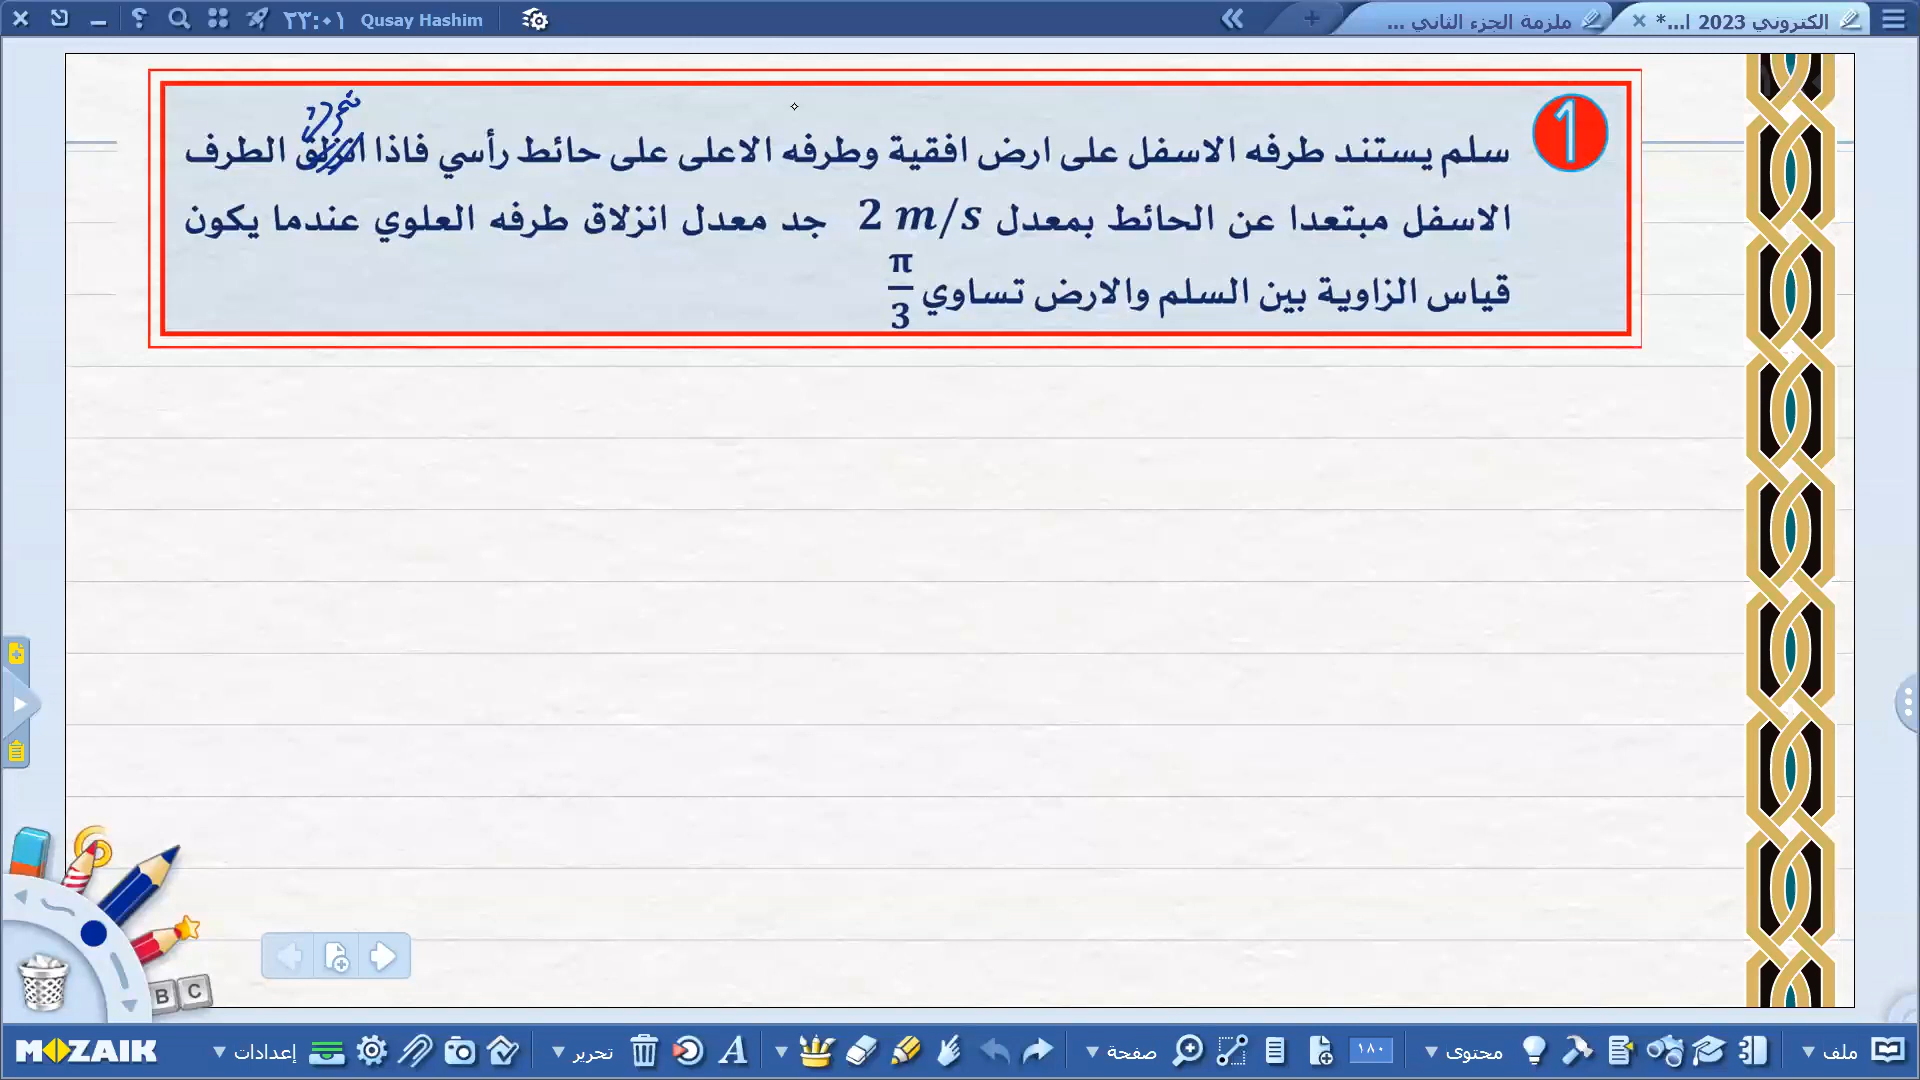 الكتروني 2023 ا...*
ملزمة الجزء الثاني ...
Qusay Hashim
٢٣:٠١
1
سلم يستند طرفه الاسفل على ارض افقية وطرفه الاعلى على حائط رأسي فاذا انزلق الطرف
الاسفل مبتعدا عن الحائط بمعدل 2 m/s جد معدل انزلاق طرفه العلوي عندما يكون
قياس الزاوية بين السلم والارض تساوي π/3
B C
ملف
محتوى
١٨٠
صفحة
A
تحرير
إعدادات
MOZAIK